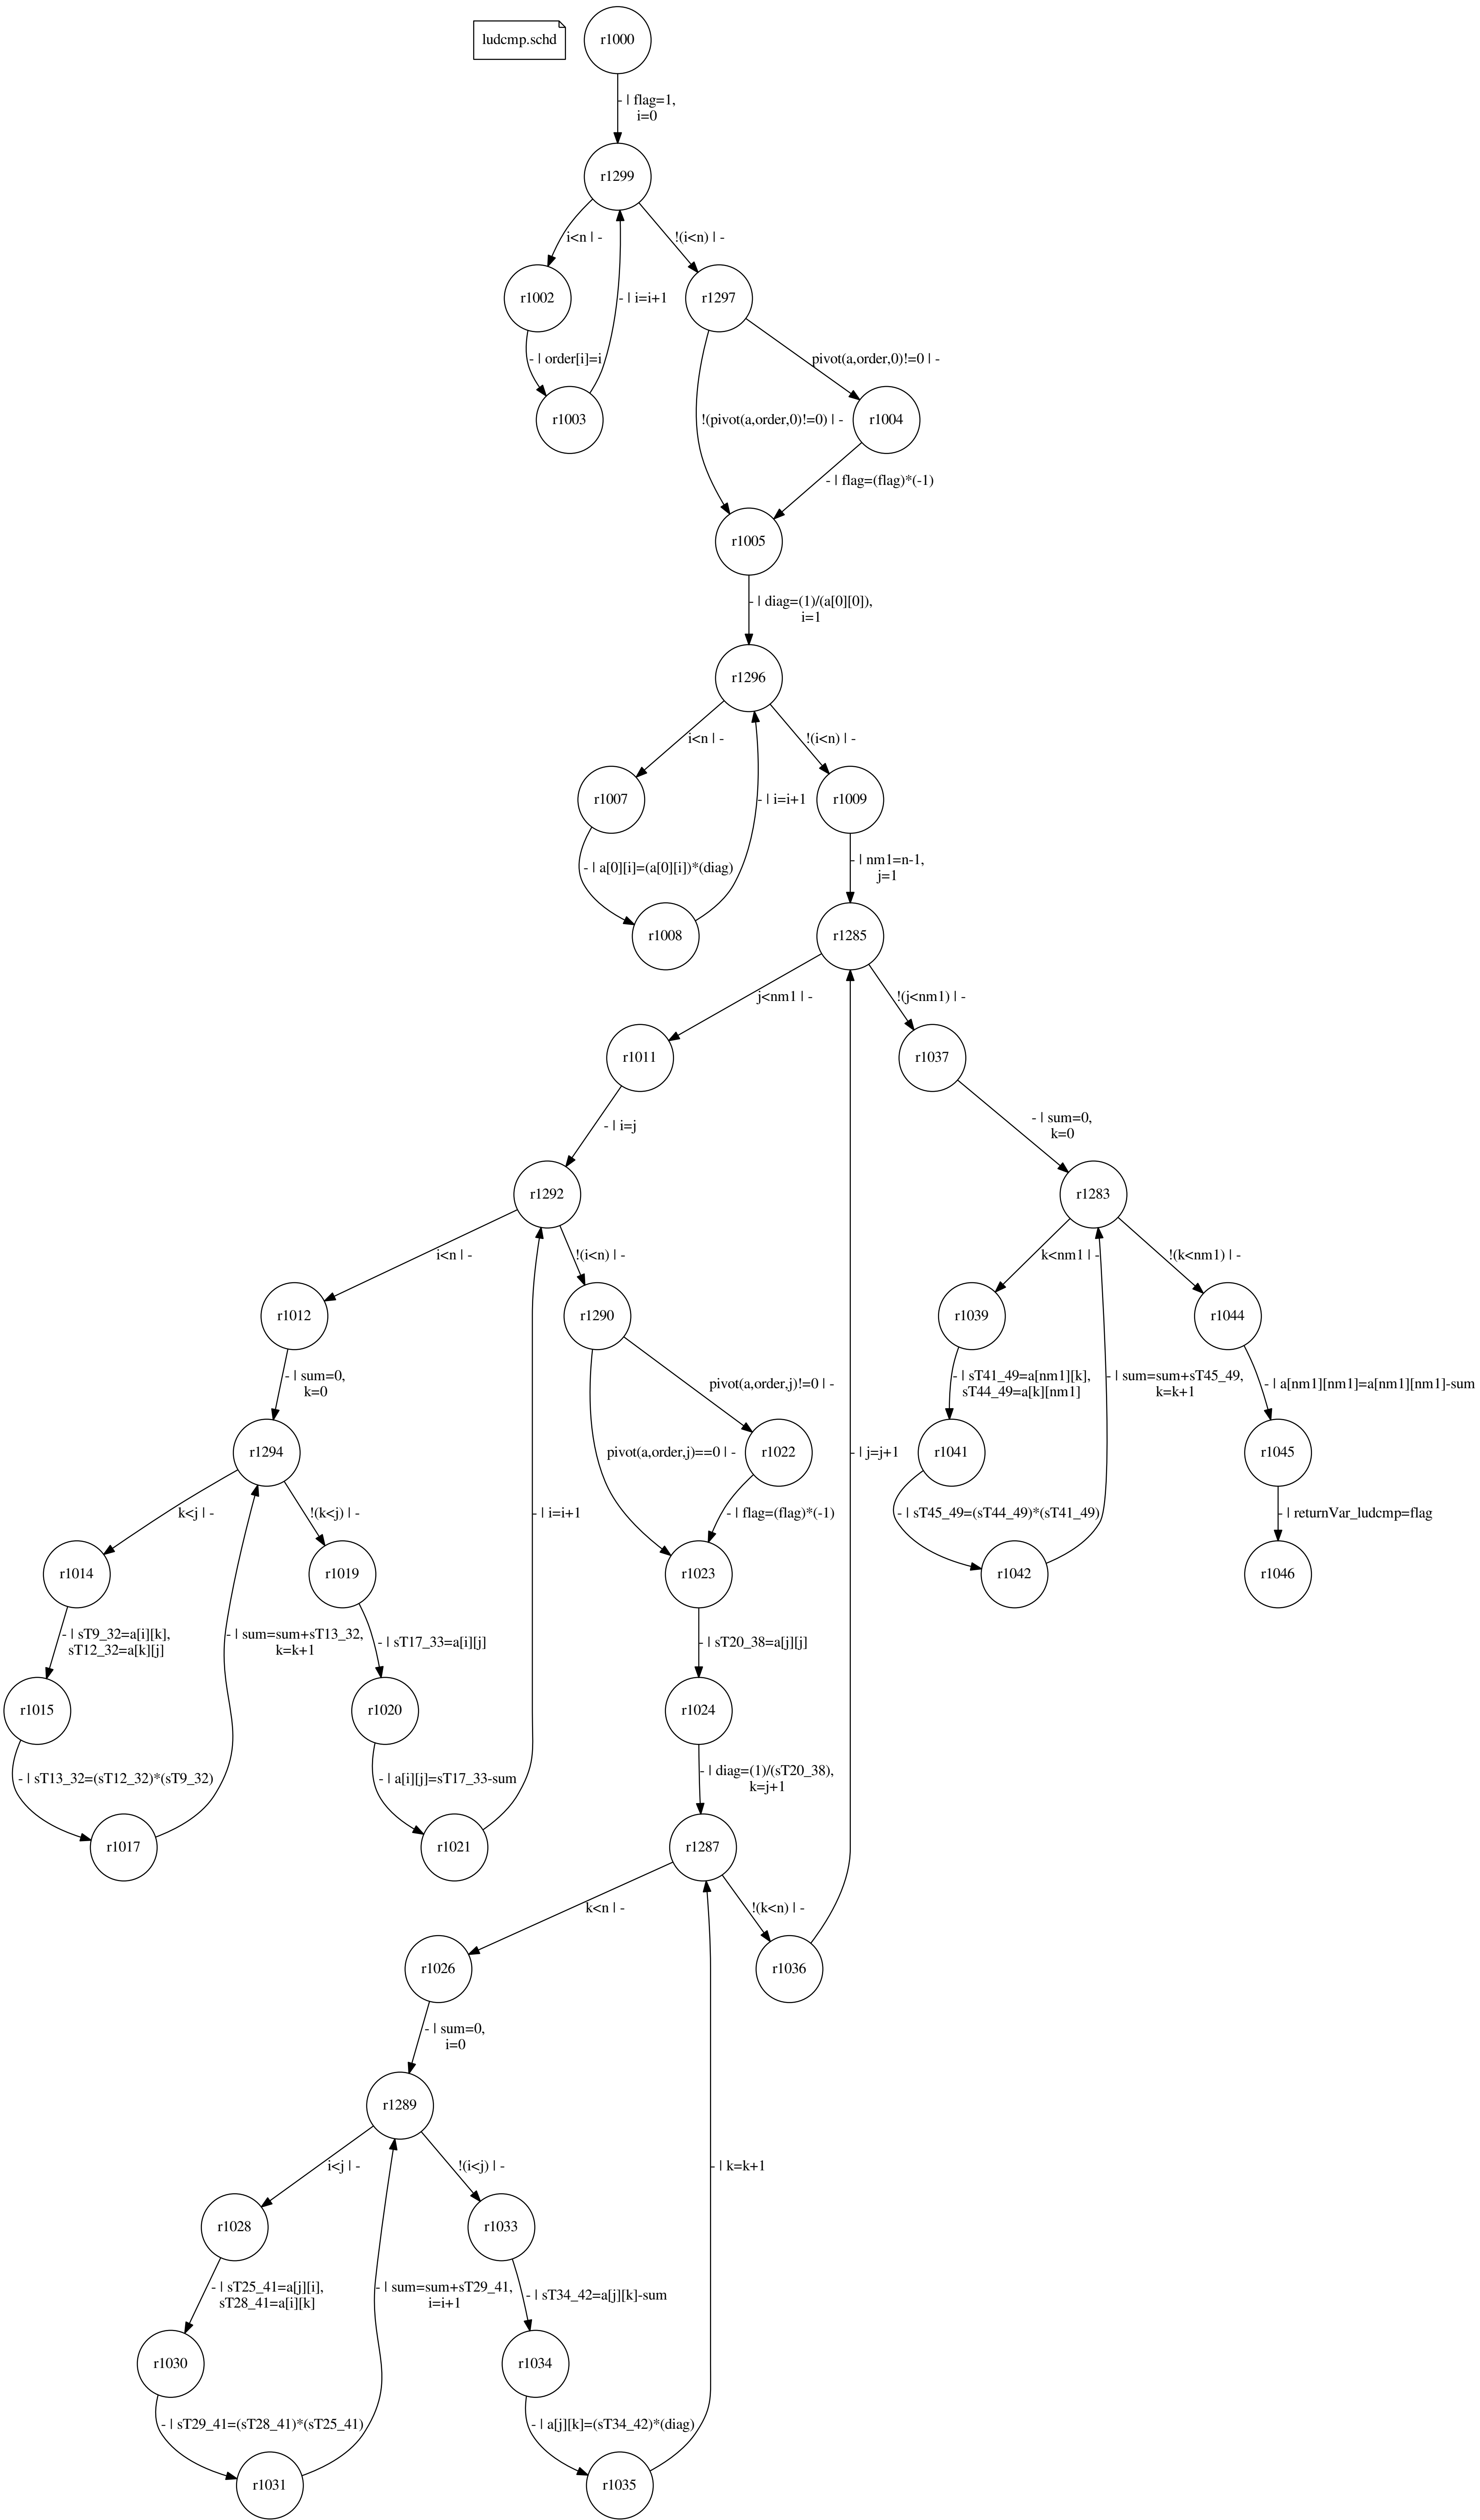 ludcmp.schd
r1000
- | flag=1,
i=0
r1299
i<n | -
!(i<n) | -
r1002
- | i=i+1
r1297
- | order[i]=i
pivot(a,order,0)!=0 | -
r1003
!(pivot(a,order,0)!=0) | -
r1004
- | flag=(flag)*(-1)
r1005
- | diag=(1)/(a[0][0]),
i=1
r1296
i<n | -
!(i<n) | -
r1007
- | i=i+1
r1009
- | a[0][i]=(a[0][i])*(diag)
- | nm1=n-1,
j=1
r1008
r1285
j<nm1 | -
!(j<nm1) | -
r1011
r1037
- | i=j
- | sum=0,
k=0
r1292
r1283
i<n | -
!(i<n) | -
k<nm1 | -
!(k<nm1) | -
r1012
r1290
r1039
r1044
- | sum=0,
k=0
pivot(a,order,j)!=0 | -
- | sT41_49=a[nm1][k],
sT44_49=a[k][nm1]
- | sum=sum+sT45_49,
k=k+1
- | a[nm1][nm1]=a[nm1][nm1]-sum
r1294
pivot(a,order,j)==0 | -
r1022
- | j=j+1
r1041
r1045
k<j | -
!(k<j) | -
- | i=i+1
- | flag=(flag)*(-1)
- | sT45_49=(sT44_49)*(sT41_49)
- | returnVar_ludcmp=flag
r1014
r1019
r1023
r1042
r1046
- | sT9_32=a[i][k],
sT12_32=a[k][j]
- | sum=sum+sT13_32,
k=k+1
- | sT17_33=a[i][j]
- | sT20_38=a[j][j]
r1015
r1020
r1024
- | sT13_32=(sT12_32)*(sT9_32)
- | a[i][j]=sT17_33-sum
- | diag=(1)/(sT20_38),
k=j+1
r1017
r1021
r1287
k<n | -
!(k<n) | -
r1026
r1036
- | sum=0,
i=0
r1289
i<j | -
!(i<j) | -
- | k=k+1
r1028
r1033
- | sT25_41=a[j][i],
sT28_41=a[i][k]
- | sum=sum+sT29_41,
i=i+1
- | sT34_42=a[j][k]-sum
r1030
r1034
- | sT29_41=(sT28_41)*(sT25_41)
- | a[j][k]=(sT34_42)*(diag)
r1031
r1035